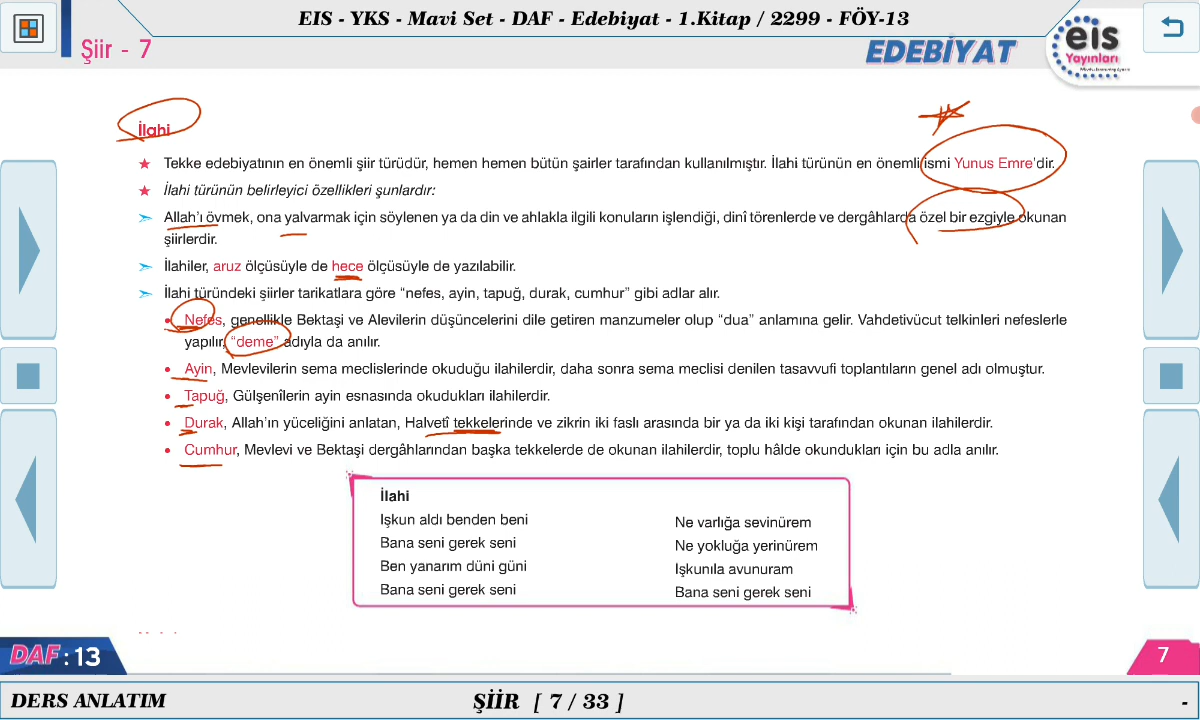 EIS - YKS - Mavi Set - DAF - Edebiyat - 1.Kitap / 2299 - FÖY-13
Şiir - 7
EDEBİYAT
eis
Yayınları
İlahi
★ Tekke edebiyatının en önemli şiir türüdür, hemen hemen bütün şairler tarafından kullanılmıştır. İlahi türünün en önemli ismi Yunus Emre'dir.
★ İlahi türünün belirleyici özellikleri şunlardır:
➣ Allah'ı övmek, ona yalvarmak için söylenen ya da din ve ahlakla ilgili konuların işlendiği, dinî törenlerde ve dergâhlarda özel bir ezgiyle okunan
şiirlerdir.
➣ İlahiler, aruz ölçüsüyle de hece ölçüsüyle de yazılabilir.
➣ İlahi türündeki şiirler tarikatlara göre “nefes, ayin, tapuğ, durak, cumhur” gibi adlar alır.
• Nefes, genellikle Bektaşi ve Alevilerin düşüncelerini dile getiren manzumeler olup “dua” anlamına gelir. Vahdetivücut telkinleri nefeslerle
yapılır, “deme” adıyla da anılır.
• Ayin, Mevlevilerin sema meclislerinde okuduğu ilahilerdir, daha sonra sema meclisi denilen tasavvufi toplantıların genel adı olmuştur.
• Tapuğ, Gülşenîlerin ayin esnasında okudukları ilahilerdir.
• Durak, Allah'ın yüceliğini anlatan, Halvetî tekkelerinde ve zikrin iki faslı arasında bir ya da iki kişi tarafından okunan ilahilerdir.
• Cumhur, Mevlevi ve Bektaşi dergâhlarından başka tekkelerde de okunan ilahilerdir, toplu hâlde okundukları için bu adla anılır.
İlahi
Işkun aldı benden beni
Bana seni gerek seni
Ben yanarım düni güni
Bana seni gerek seni
Ne varlığa sevinürem
Ne yokluğa yerinürem
Işkunıla avunuram
Bana seni gerek seni
DAF : 13
7
DERS ANLATIM
ŞİİR [ 7 / 33 ]
-